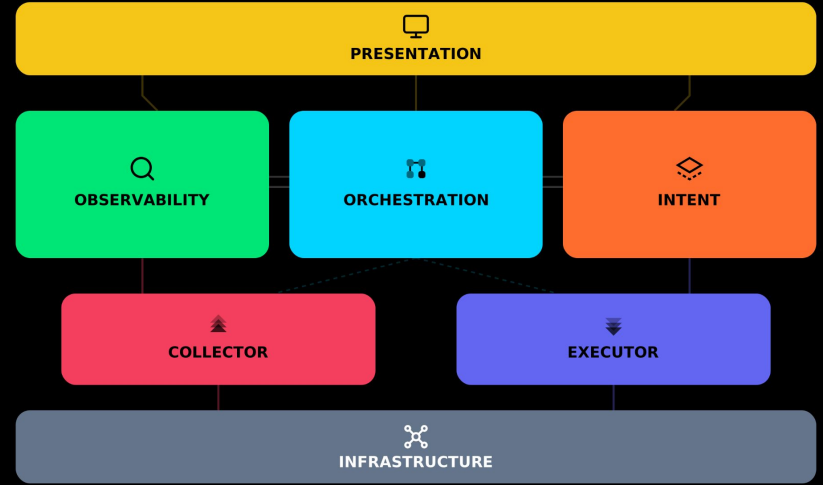 PRESENTATION
OBSERVABILITY
ORCHESTRATION
INTENT
COLLECTOR
EXECUTOR
INFRASTRUCTURE